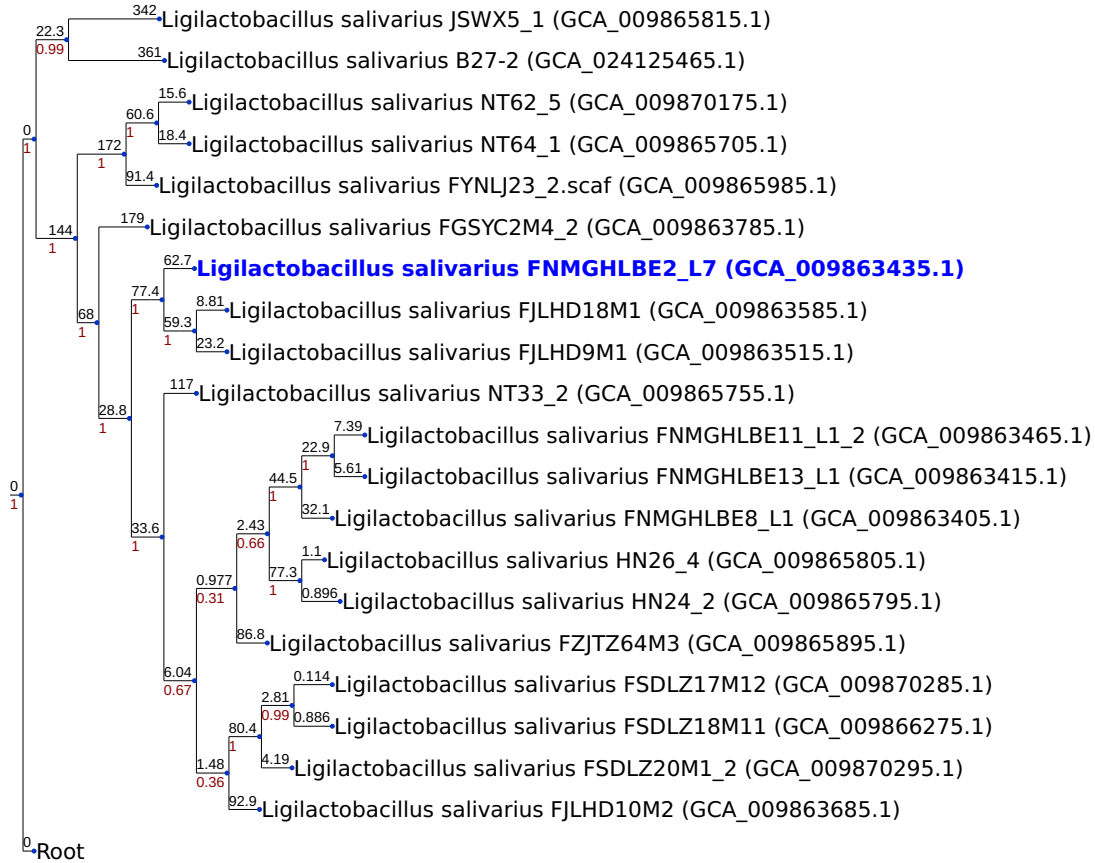 342
Ligilactobacillus salivarius JSWX5_1 (GCA_009865815.1)
22.3
0.99
361
Ligilactobacillus salivarius B27-2 (GCA_024125465.1)
15.6
Ligilactobacillus salivarius NT62_5 (GCA_009870175.1)
60.6
1
0
1
18.4
Ligilactobacillus salivarius NT64_1 (GCA_009865705.1)
172
1
91.4
Ligilactobacillus salivarius FYNLJ23_2.scaf (GCA_009865985.1)
179
Ligilactobacillus salivarius FGSYC2M4_2 (GCA_009863785.1)
144
1
62.7
Ligilactobacillus salivarius FNMGHLBE2_L7 (GCA_009863435.1)
77.4
1
8.81
Ligilactobacillus salivarius FJLHD18M1 (GCA_009863585.1)
68
1
59.3
1
23.2
Ligilactobacillus salivarius FJLHD9M1 (GCA_009863515.1)
117
Ligilactobacillus salivarius NT33_2 (GCA_009865755.1)
28.8
1
7.39
Ligilactobacillus salivarius FNMGHLBE11_L1_2 (GCA_009863465.1)
22.9
1
5.61
Ligilactobacillus salivarius FNMGHLBE13_L1 (GCA_009863415.1)
44.5
1
0
1
32.1
Ligilactobacillus salivarius FNMGHLBE8_L1 (GCA_009863405.1)
33.6
1
2.43
0.66
1.1
Ligilactobacillus salivarius HN26_4 (GCA_009865805.1)
77.3
1
0.977
0.31
0.896
Ligilactobacillus salivarius HN24_2 (GCA_009865795.1)
86.8
Ligilactobacillus salivarius FZJTZ64M3 (GCA_009865895.1)
6.04
0.67
0.114
Ligilactobacillus salivarius FSDLZ17M12 (GCA_009870285.1)
2.81
0.99
0.886
Ligilactobacillus salivarius FSDLZ18M11 (GCA_009866275.1)
80.4
1
4.19
Ligilactobacillus salivarius FSDLZ20M1_2 (GCA_009870295.1)
1.48
0.36
92.9
Ligilactobacillus salivarius FJLHD10M2 (GCA_009863685.1)
0
Root